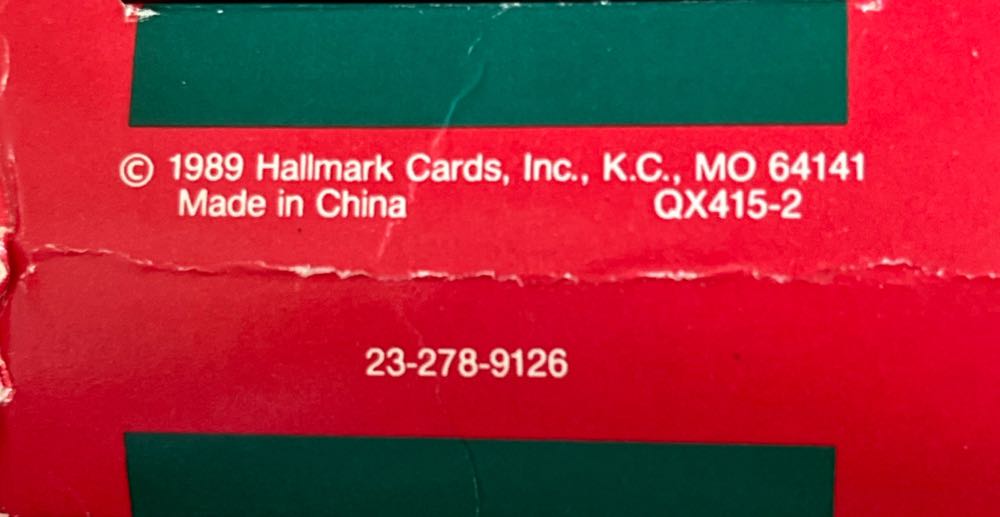 © 1989 Hallmark Cards, Inc., K.C., MO 64141
Made in China QX415-2
23-278-9126